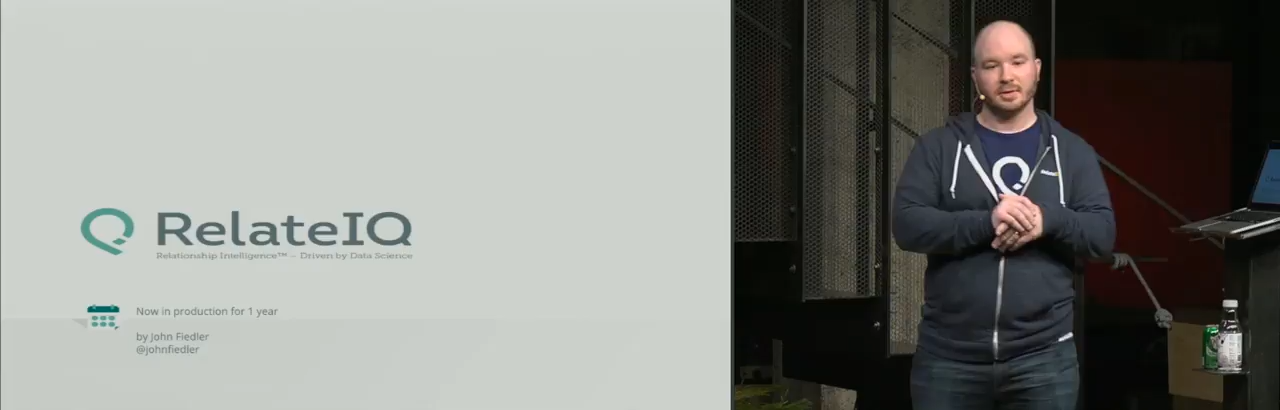 RelateIQ
Relationship Intelligence™ – Driven by Data Science
Now in production for 1 year
by John Fiedler
@johnfiedler